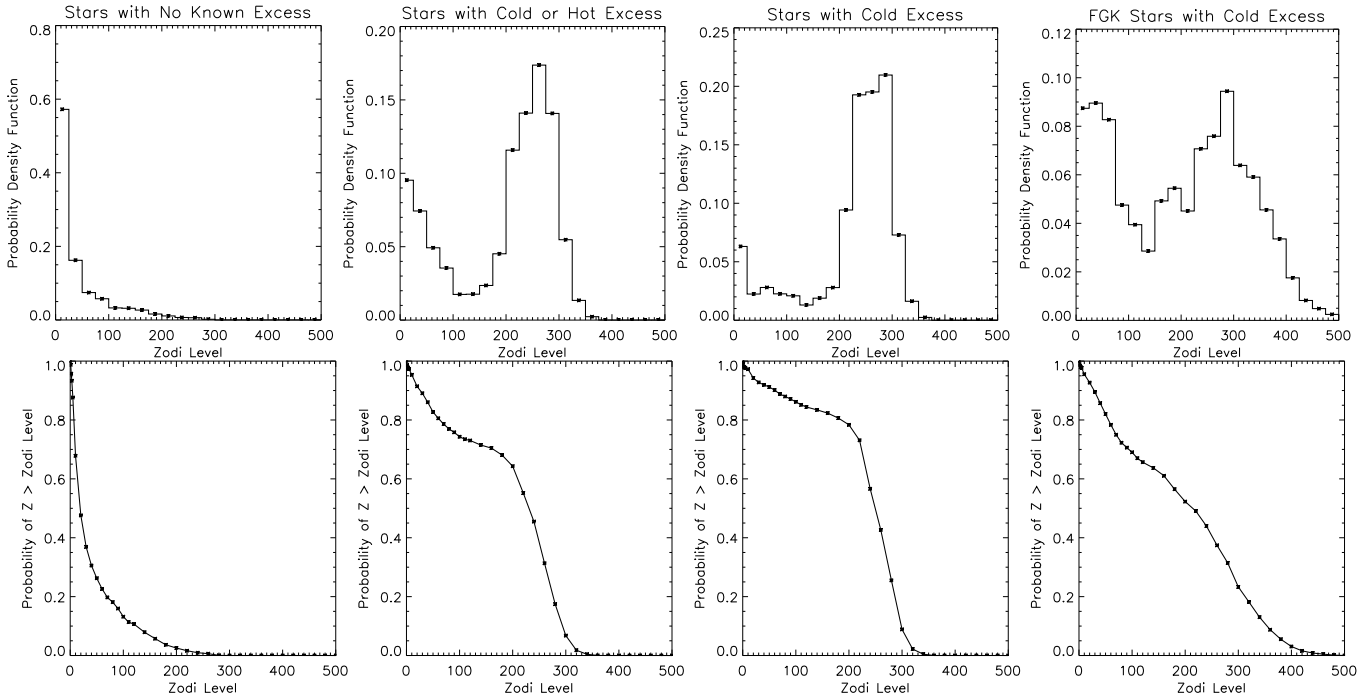 Stars with No Known Excess
Probability Density Function
0.8
0.6
0.4
0.2
0.0
0 100 200 300 400 500
Zodi Level
Stars with Cold or Hot Excess
Probability Density Function
0.20
0.15
0.10
0.05
0.00
0 100 200 300 400 500
Zodi Level
Stars with Cold Excess
Probability Density Function
0.25
0.20
0.15
0.10
0.05
0.00
0 100 200 300 400 500
Zodi Level
FGK Stars with Cold Excess
Probability Density Function
0.12
0.10
0.08
0.06
0.04
0.02
0.00
0 100 200 300 400 500
Zodi Level
Probability of Z > Zodi Level
1.0
0.8
0.6
0.4
0.2
0.0
0 100 200 300 400 500
Zodi Level
Probability of Z > Zodi Level
1.0
0.8
0.6
0.4
0.2
0.0
0 100 200 300 400 500
Zodi Level
Probability of Z > Zodi Level
1.0
0.8
0.6
0.4
0.2
0.0
0 100 200 300 400 500
Zodi Level
Probability of Z > Zodi Level
1.0
0.8
0.6
0.4
0.2
0.0
0 100 200 300 400 500
Zodi Level